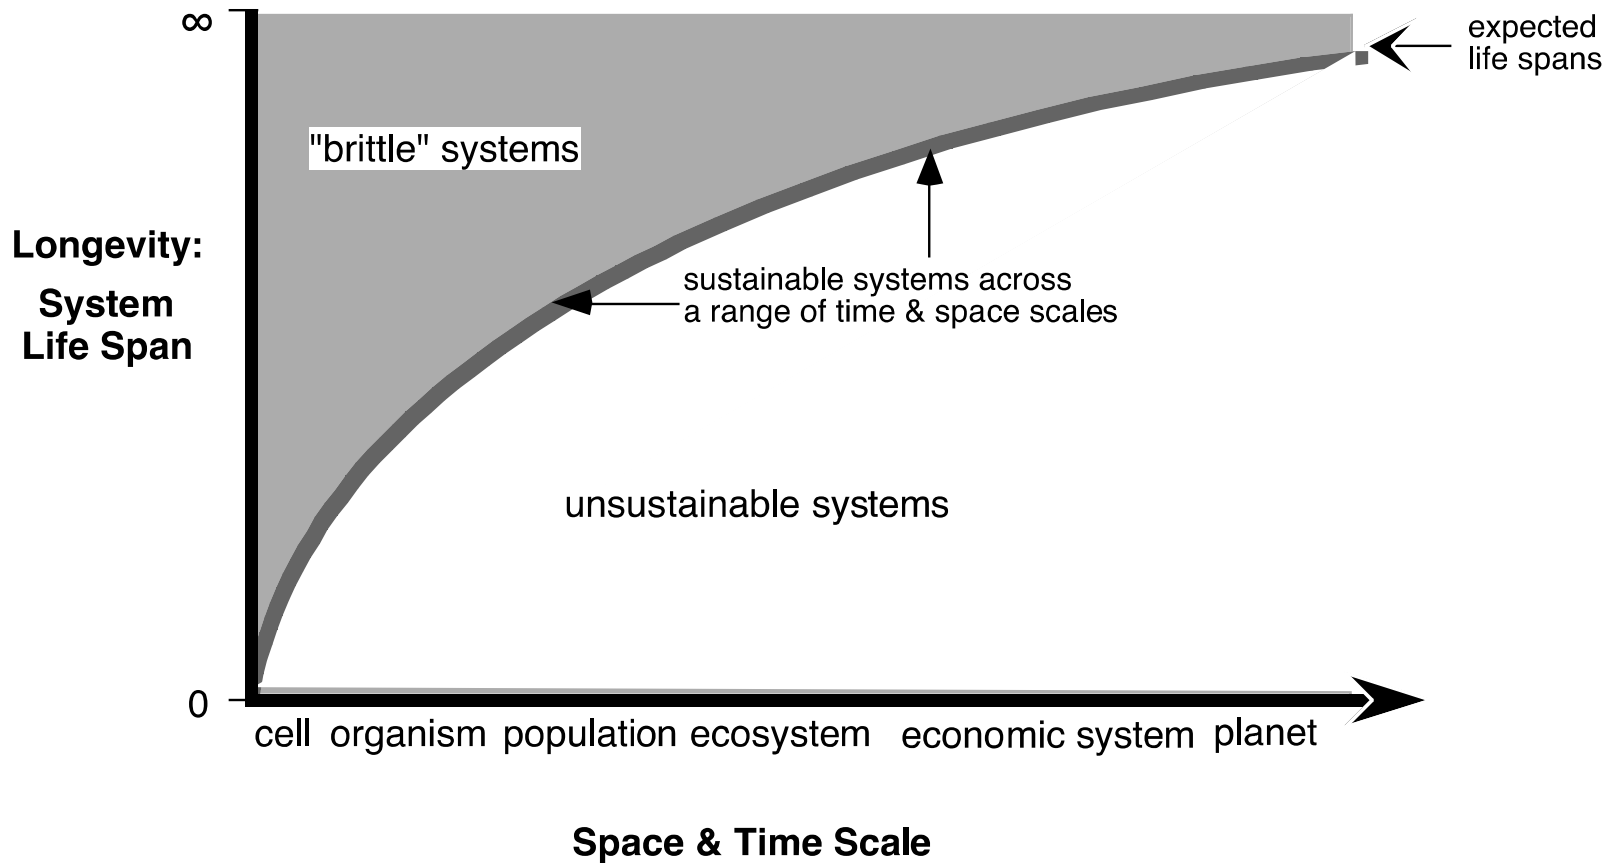 ∞
expected
life spans
"brittle" systems
Longevity:
System
Life Span
sustainable systems across
a range of time & space scales
unsustainable systems
0
cell organism population ecosystem economic system planet
Space & Time Scale